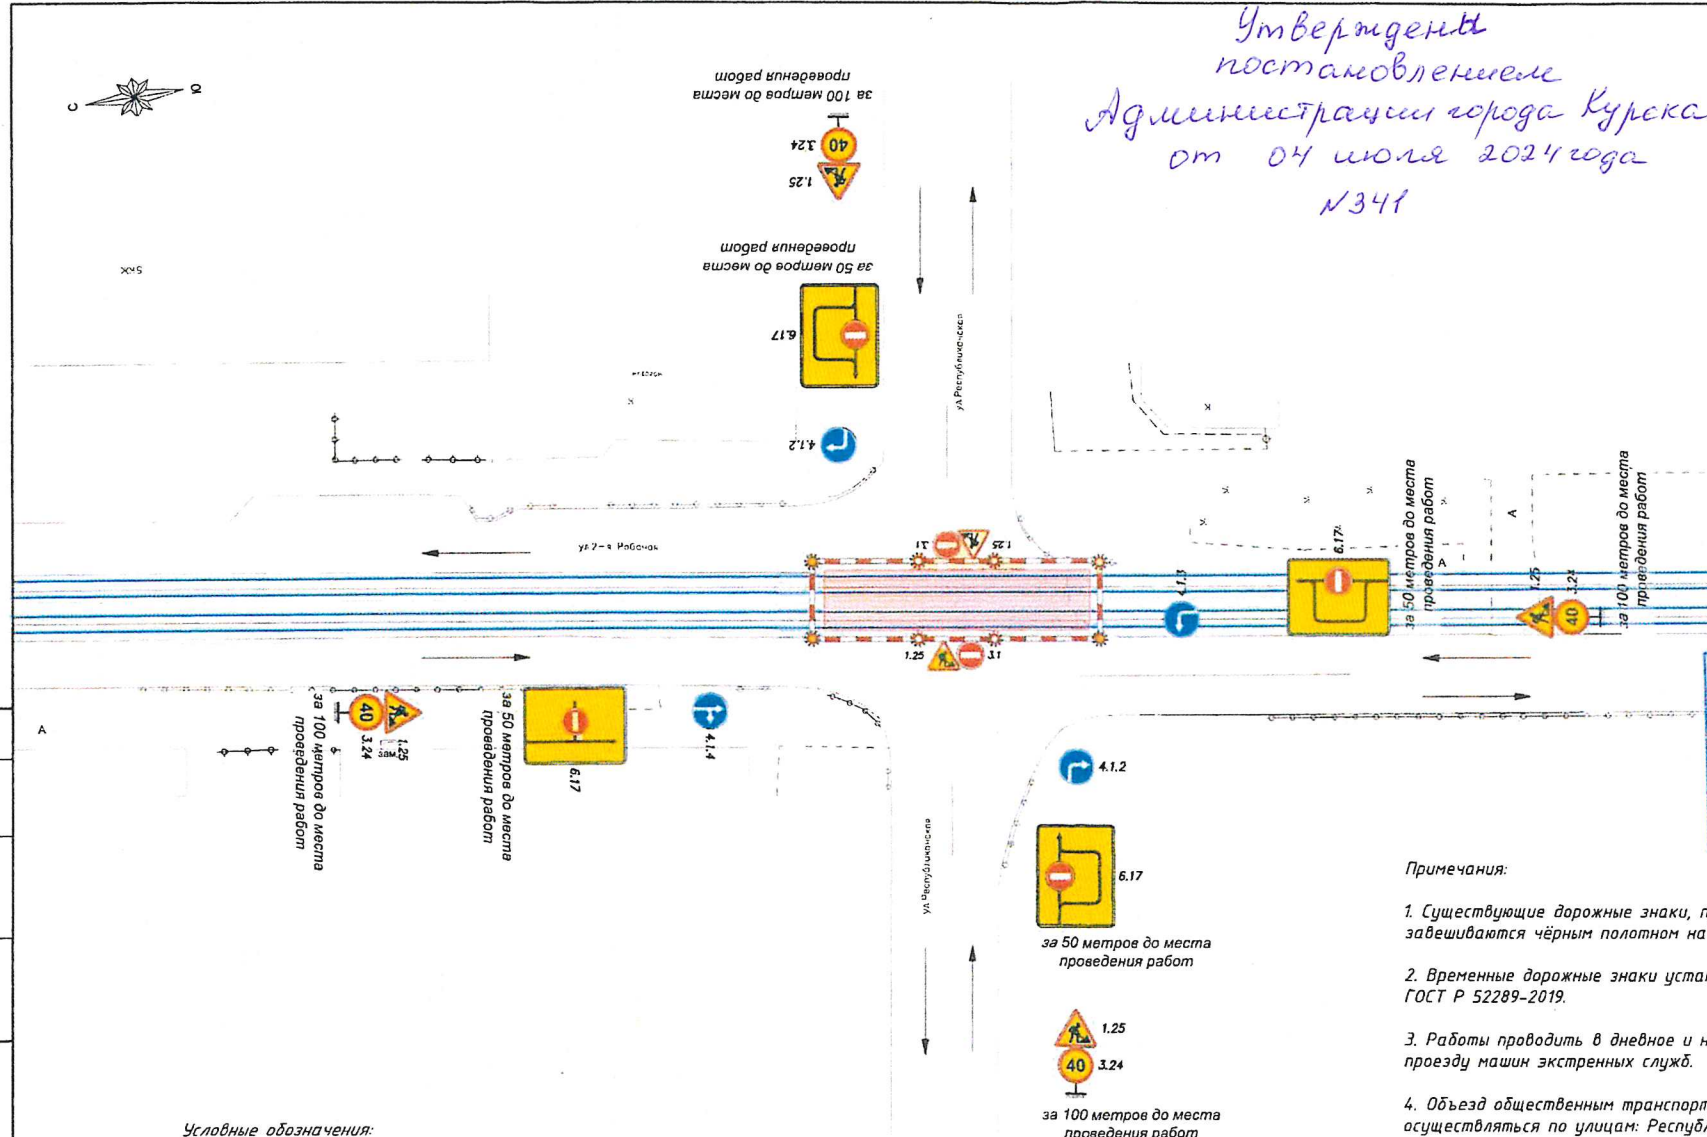 Утверждены
постановлением
Администрации города Курска
от 04 июля 2024 года
№341
С
Ю
за 100 метров до места
проведения работ
3.24
40
1.25
за 50 метров до места
проведения работ
6.17
4.1.2
5кЖ
К
ул.Республиканская
К
ул.2-я Рабочая
3.1
1.25
1.25
3.1
4.1.3
6.17
за 50 метров до места
проведения работ
А
А
1.25
3.24
40
за 100 метров до места
проведения работ
А
за 100 метров до места
проведения работ
40
3.24
1.25
зам.
за 50 метров до места
проведения работ
6.17
4.1.4
4.1.2
6.17
за 50 метров до места
проведения работ
ул.Республиканская
1.25
40
3.24
за 100 метров до места
проведения работ
Примечания:
1. Существующие дорожные знаки, п
завешиваются чёрным полотном на
2. Временные дорожные знаки уста
ГОСТ Р 52289-2019.
3. Работы проводить в дневное и н
проезду машин экстренных служб.
4. Объезд общественным транспорт
осуществляться по улицам: Респуб
Условные обозначения: